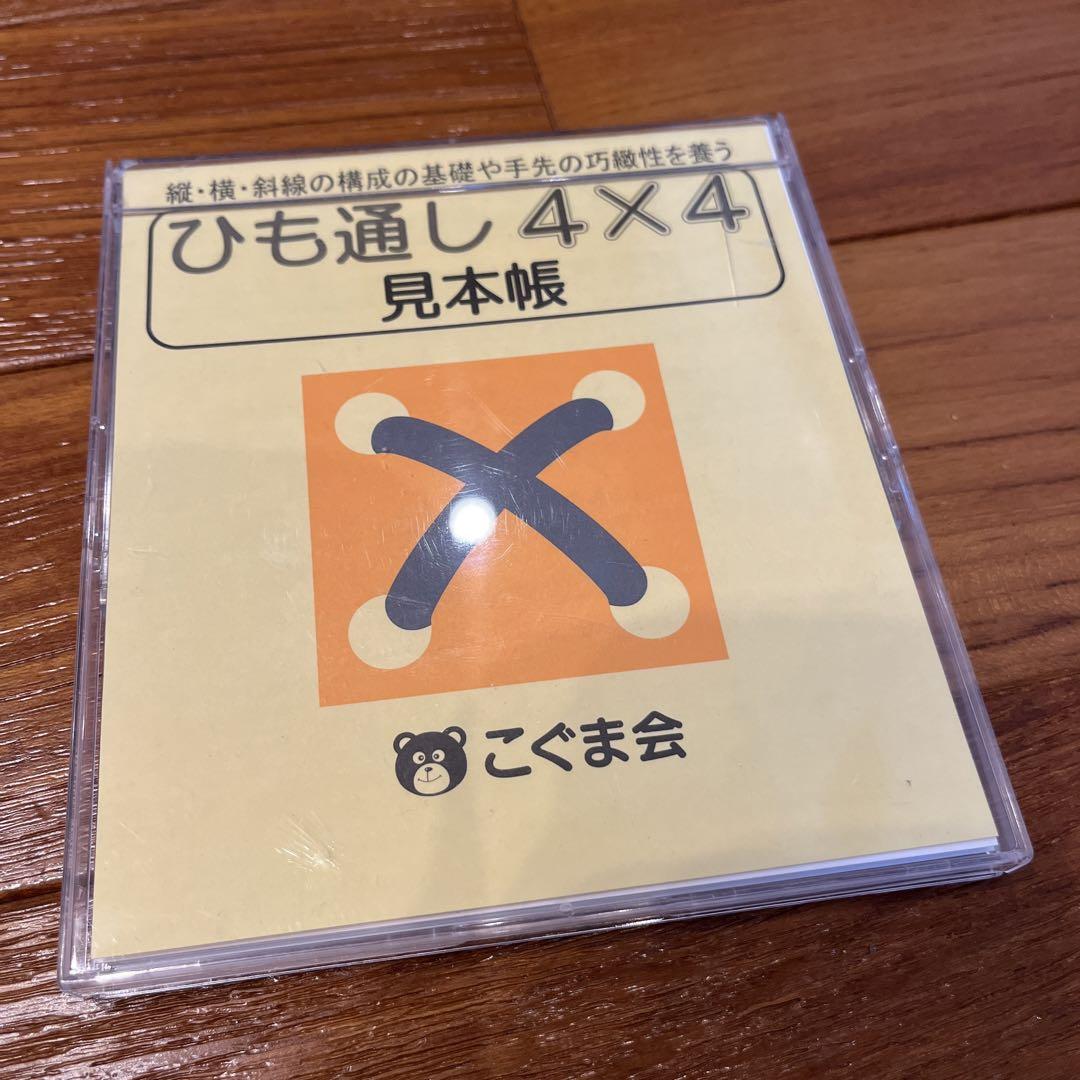 縦・横・斜線の構成の基礎や手先の巧緻性を養う
ひも通し 4×4
見本帳
こぐま会